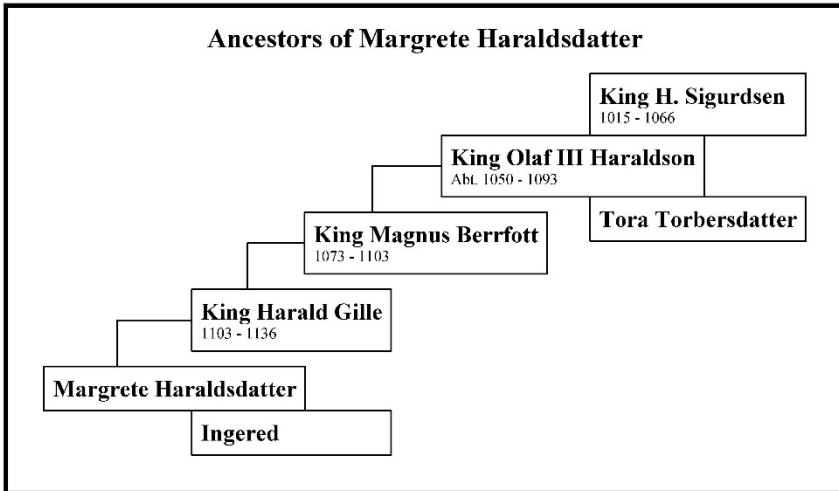 Ancestors of Margrete Haraldsdatter
King H. Sigurdsen
1015 - 1066
King Olaf III Haraldson
Abt. 1050 - 1093
Tora Torbersdatter
King Magnus Berrfott
1073 - 1103
King Harald Gille
1103 - 1136
Margrete Haraldsdatter
Ingered